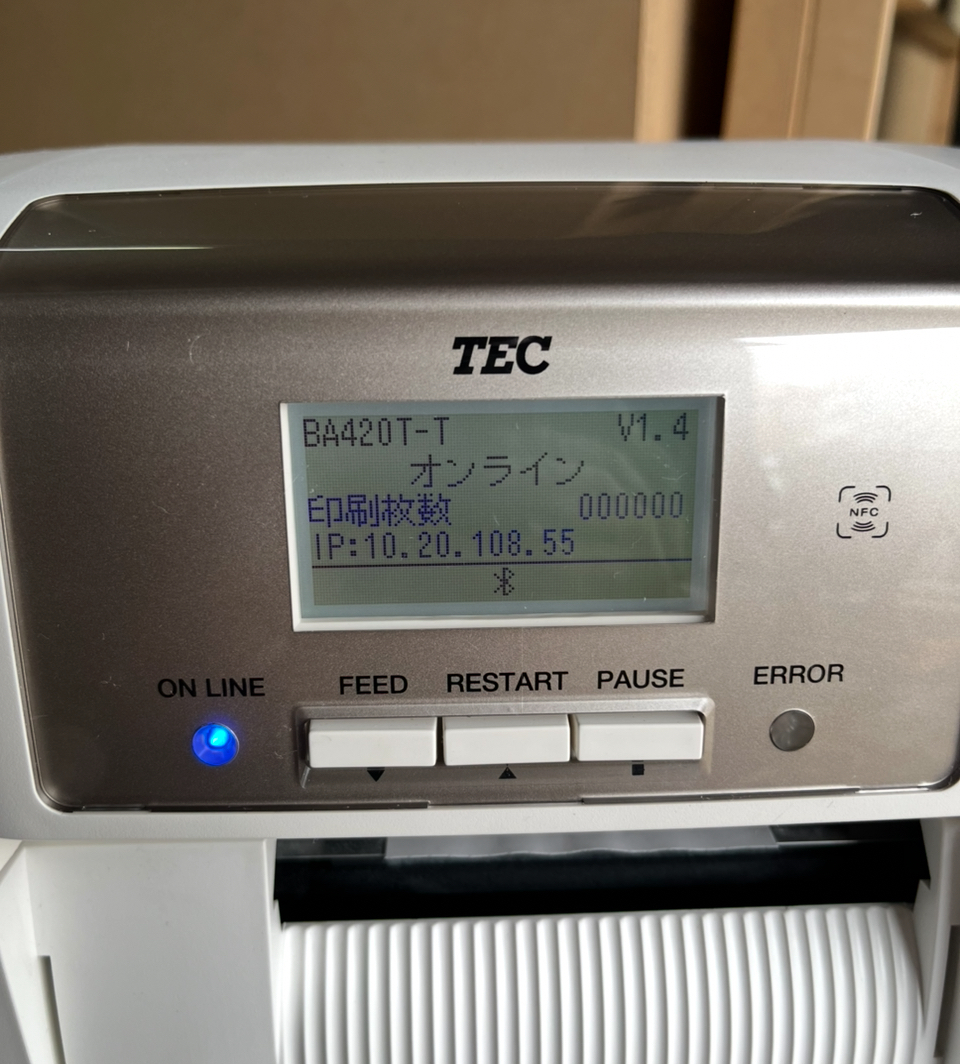 TEC
BA420T-T V1.4
オンライン
印刷枚数 000000
IP:10.20.108.55
NFC
ON LINE FEED RESTART PAUSE ERROR